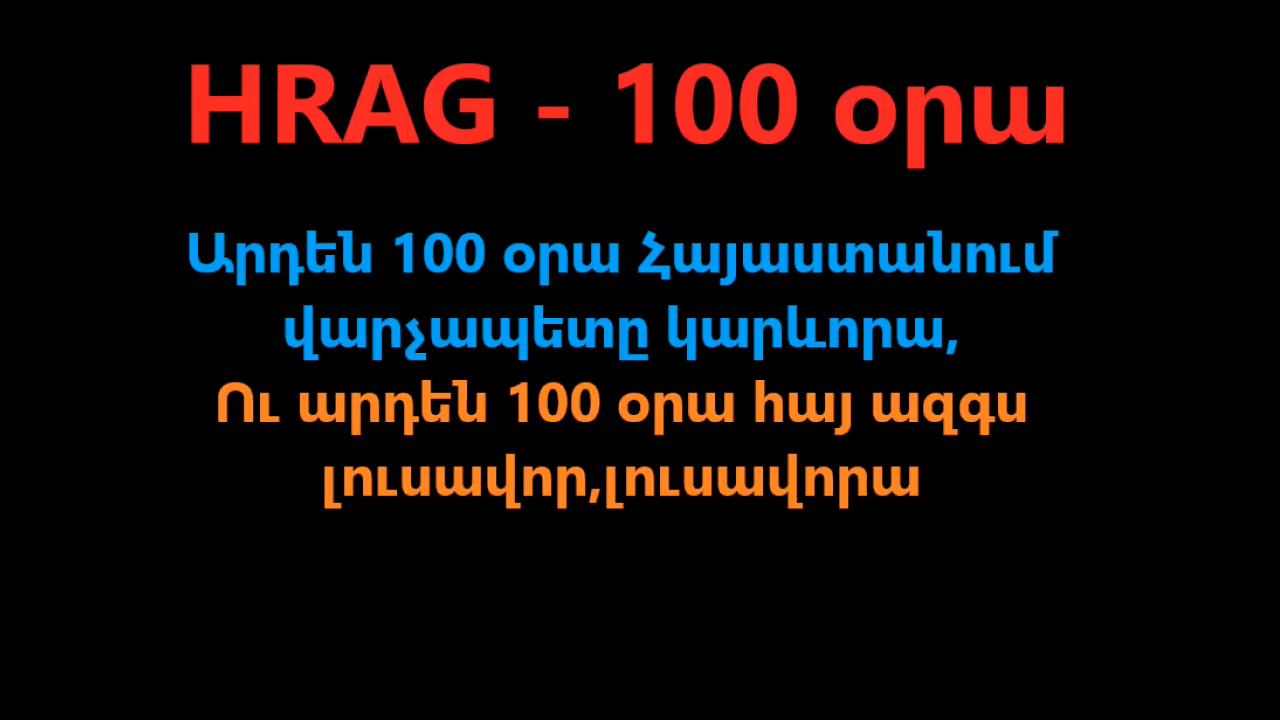 HRAG - 100 օրա
Արդեն 100 օրա Հայաստանում
վարչապետը կարևորա,
Ու արդեն 100 օրա հայ ազգս
լուսավոր,լուսավորա